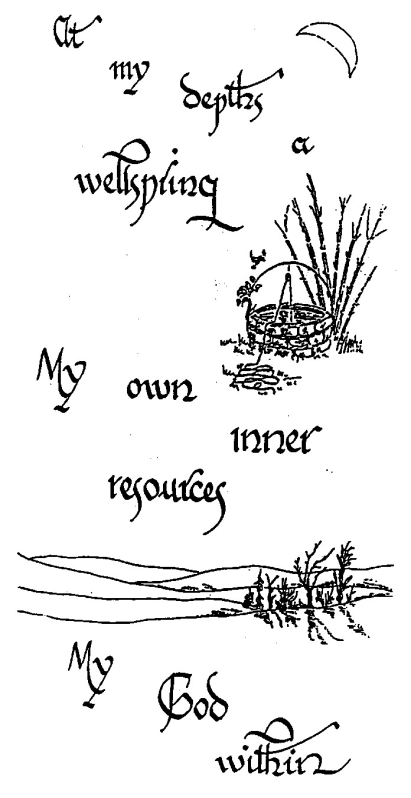 At
my
depths
a
wellspring
My own
inner
resources
My
God
within